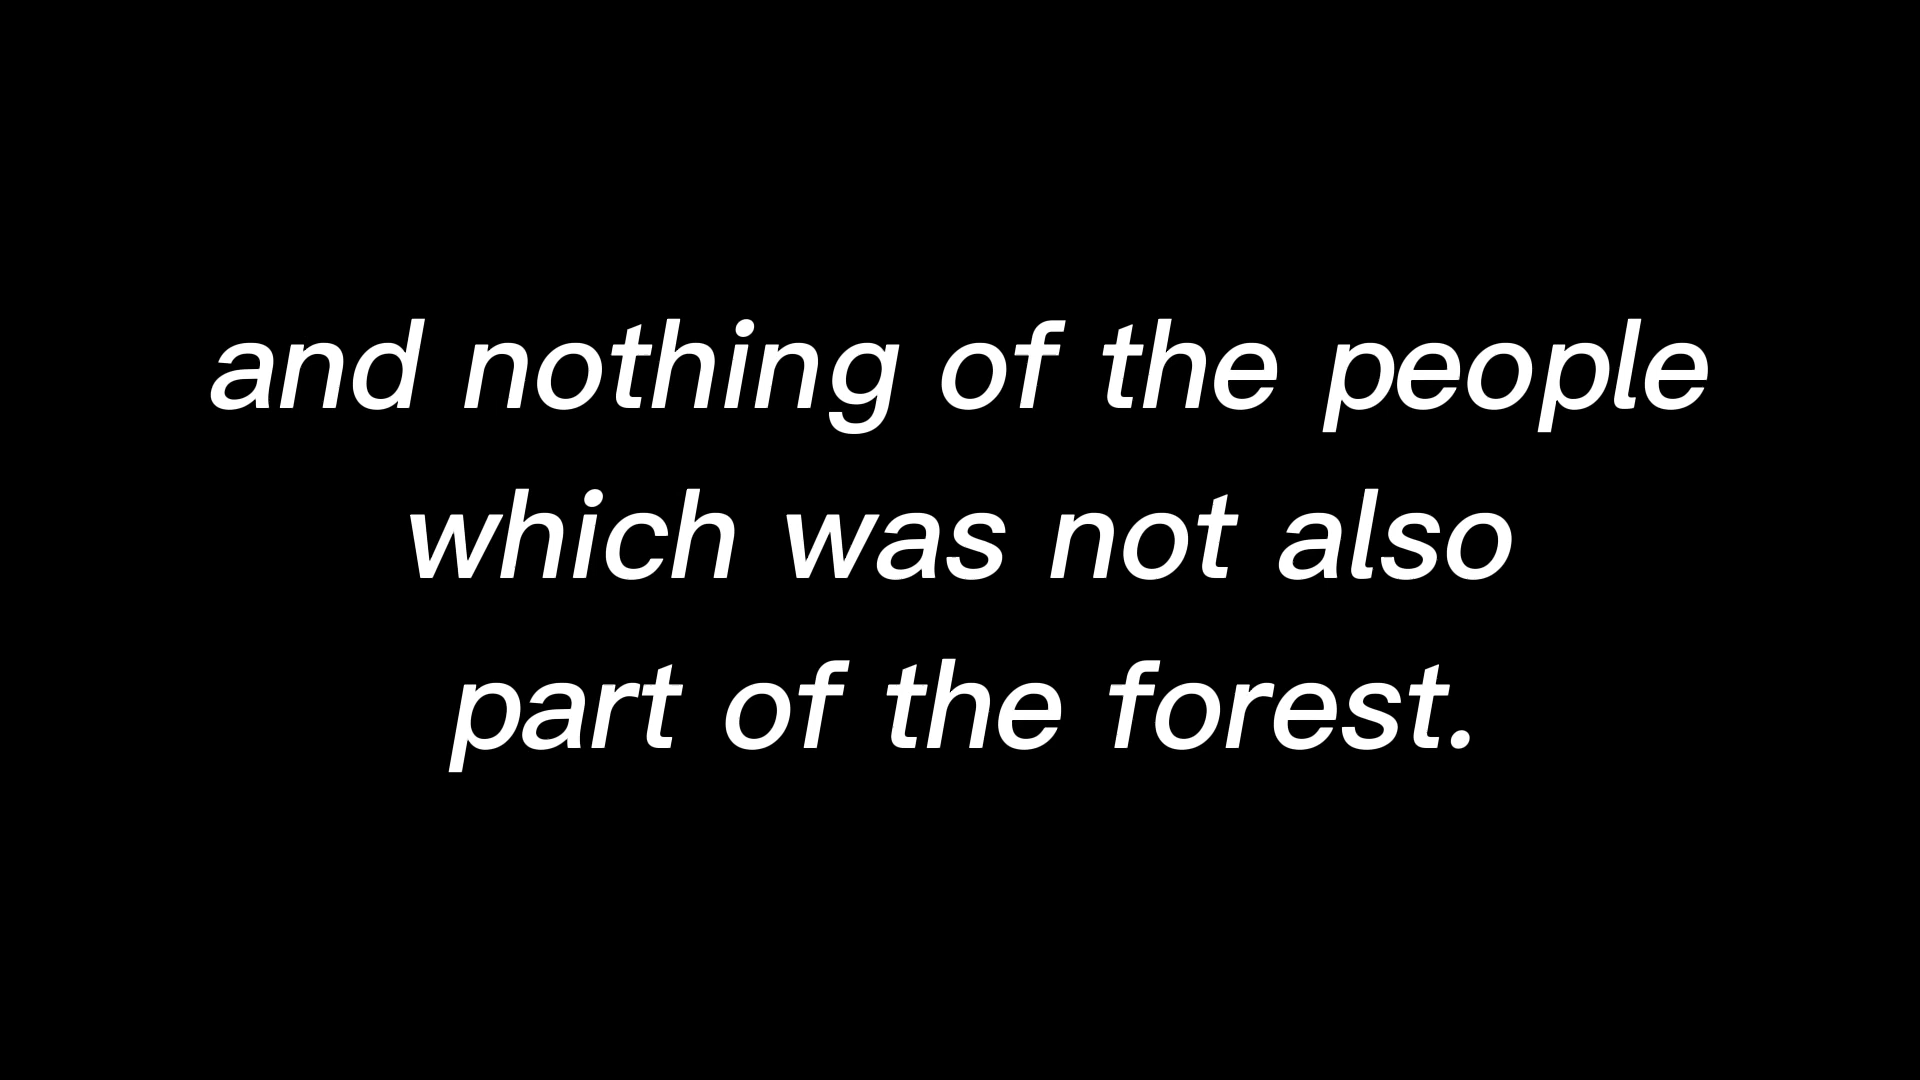 and nothing of the people
which was not also
part of the forest.